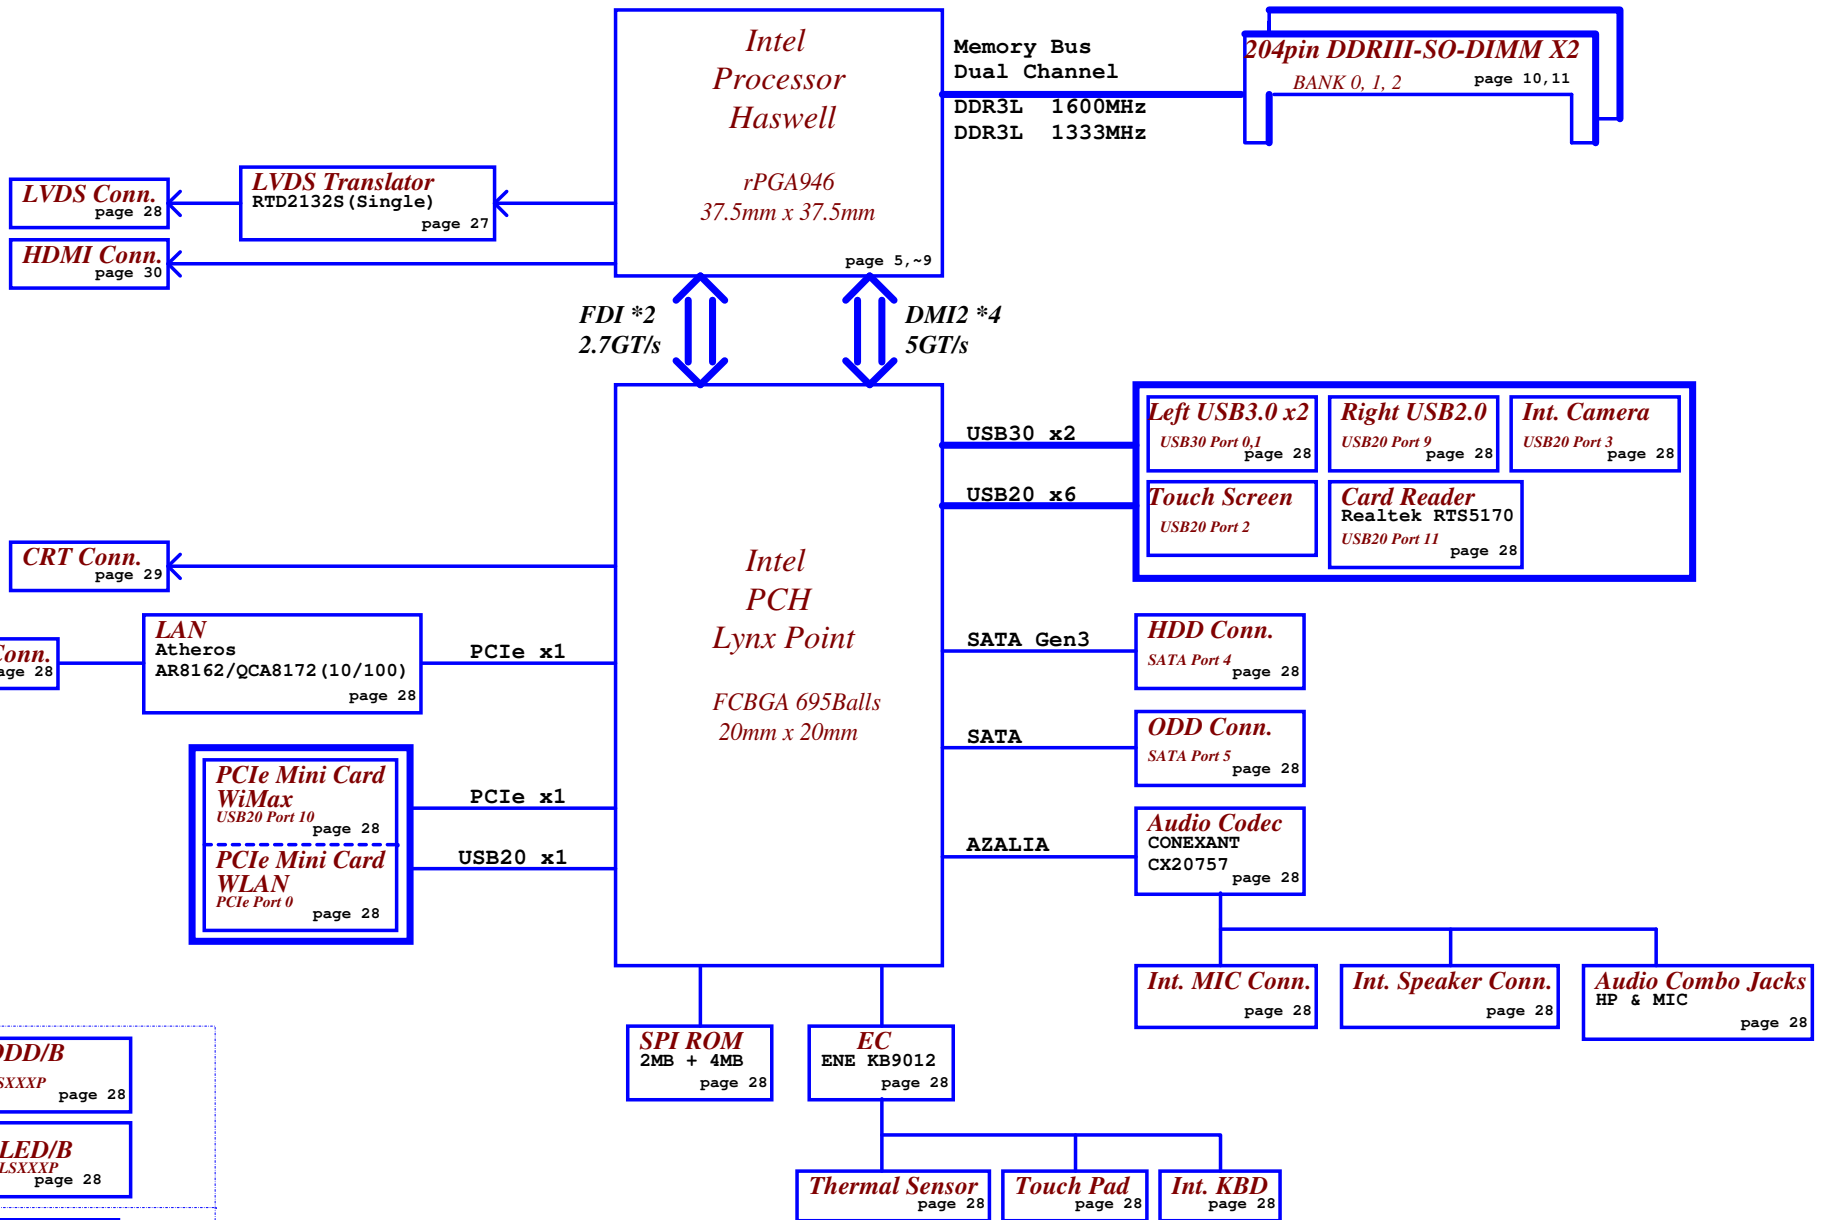 Intel
Processor
Haswell
rPGA946
37.5mm x 37.5mm
page 5,~9
Memory Bus
Dual Channel
DDR3L 1600MHz
DDR3L 1333MHz
204pin DDRIII-SO-DIMM X2
BANK 0, 1, 2
page 10,11
LVDS Conn.
page 28
LVDS Translator
RTD2132S(Single)
page 27
HDMI Conn.
page 30
FDI *2
2.7GT/s
DMI2 *4
5GT/s
Intel
PCH
Lynx Point
FCBGA 695Balls
20mm x 20mm
USB30 x2
USB20 x6
Left USB3.0 x2
USB30 Port 0,1
page 28
Right USB2.0
USB20 Port 9
page 28
Int. Camera
USB20 Port 3
page 28
Touch Screen
USB20 Port 2
Card Reader
Realtek RTS5170
USB20 Port 11
page 28
CRT Conn.
page 29
Conn.
age 28
LAN
Atheros
AR8162/QCA8172(10/100)
page 28
PCIe x1
SATA Gen3
HDD Conn.
SATA Port 4
page 28
SATA
ODD Conn.
SATA Port 5
page 28
PCIe Mini Card
WiMax
USB20 Port 10
page 28
PCIe Mini Card
WLAN
PCIe Port 0
page 28
PCIe x1
USB20 x1
AZALIA
Audio Codec
CONEXANT
CX20757
page 28
Int. MIC Conn.
page 28
Int. Speaker Conn.
page 28
Audio Combo Jacks
HP & MIC
page 28
SPI ROM
2MB + 4MB
page 28
EC
ENE KB9012
page 28
ODD/B
SXXXP
page 28
LED/B
LSXXXP
page 28
Thermal Sensor
page 28
Touch Pad
page 28
Int. KBD
page 28